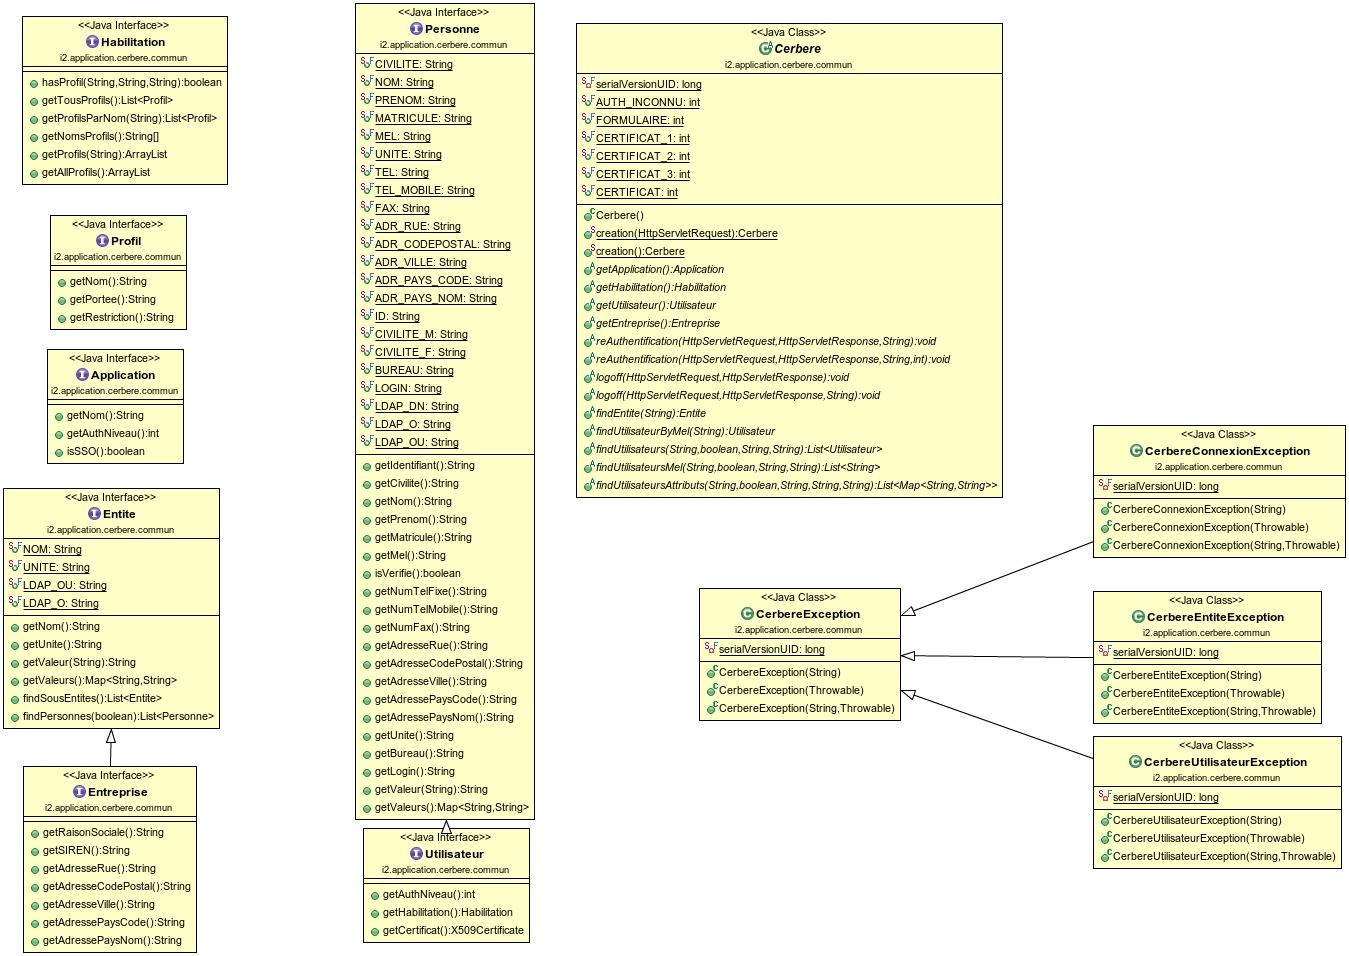 <<Java Interface>>
Habilitation
i2.application.cerbere.commun
hasProfil(String,String,String):boolean
getTousProfils():List<Profil>
getProfilsParNom(String):List<Profil>
getNomsProfils():String[]
getProfils(String):ArrayList
getAllProfils():ArrayList
<<Java Interface>>
Profil
i2.application.cerbere.commun
getNom():String
getPortee():String
getRestriction():String
<<Java Interface>>
Application
i2.application.cerbere.commun
getNom():String
getAuthNiveau():int
isSSO():boolean
<<Java Interface>>
Entite
i2.application.cerbere.commun
NOM: String
UNITE: String
LDAP_OU: String
LDAP_O: String
getNom():String
getUnite():String
getValeur(String):String
getValeurs():Map<String,String>
findSousEntites():List<Entite>
findPersonnes(boolean):List<Personne>
<<Java Interface>>
Entreprise
i2.application.cerbere.commun
getRaisonSociale():String
getSIREN():String
getAdresseRue():String
getAdresseCodePostal():String
getAdresseVille():String
getAdressePaysCode():String
getAdressePaysNom():String
<<Java Interface>>
Personne
i2.application.cerbere.commun
CIVILITE: String
NOM: String
PRENOM: String
MATRICULE: String
MEL: String
UNITE: String
TEL: String
TEL_MOBILE: String
FAX: String
ADR_RUE: String
ADR_CODEPOSTAL: String
ADR_VILLE: String
ADR_PAYS_CODE: String
ADR_PAYS_NOM: String
ID: String
CIVILITE_M: String
CIVILITE_F: String
BUREAU: String
LOGIN: String
LDAP_DN: String
LDAP_O: String
LDAP_OU: String
getIdentifiant():String
getCivilite():String
getNom():String
getPrenom():String
getMatricule():String
getMel():String
isVerifie():boolean
getNumTelFixe():String
getNumTelMobile():String
getNumFax():String
getAdresseRue():String
getAdresseCodePostal():String
getAdresseVille():String
getAdressePaysCode():String
getAdressePaysNom():String
getUnite():String
getBureau():String
getLogin():String
getValeur(String):String
getValeurs():Map<String,String>
<<Java Interface>>
Utilisateur
i2.application.cerbere.commun
getAuthNiveau():int
getHabilitation():Habilitation
getCertificat():X509Certificate
<<Java Class>>
Cerbere
i2.application.cerbere.commun
serialVersionUID: long
AUTH_INCONNU: int
FORMULAIRE: int
CERTIFICAT_1: int
CERTIFICAT_2: int
CERTIFICAT_3: int
CERTIFICAT: int
Cerbere()
creation(HttpServletRequest):Cerbere
creation():Cerbere
getApplication():Application
getHabilitation():Habilitation
getUtilisateur():Utilisateur
getEntreprise():Entreprise
reAuthentification(HttpServletRequest,HttpServletResponse,String):void
reAuthentification(HttpServletRequest,HttpServletResponse,String,int):void
logoff(HttpServletRequest,HttpServletResponse):void
logoff(HttpServletRequest,HttpServletResponse,String):void
findEntite(String):Entite
findUtilisateurByMel(String):Utilisateur
findUtilisateurs(String,boolean,String,String):List<Utilisateur>
findUtilisateursMel(String,boolean,String,String):List<String>
findUtilisateursAttributs(String,boolean,String,String,String):List<Map<String,String>>
<<Java Class>>
CerbereException
i2.application.cerbere.commun
serialVersionUID: long
CerbereException(String)
CerbereException(Throwable)
CerbereException(String,Throwable)
<<Java Class>>
CerbereConnexionException
i2.application.cerbere.commun
serialVersionUID: long
CerbereConnexionException(String)
CerbereConnexionException(Throwable)
CerbereConnexionException(String,Throwable)
<<Java Class>>
CerbereEntiteException
i2.application.cerbere.commun
serialVersionUID: long
CerbereEntiteException(String)
CerbereEntiteException(Throwable)
CerbereEntiteException(String,Throwable)
<<Java Class>>
CerbereUtilisateurException
i2.application.cerbere.commun
serialVersionUID: long
CerbereUtilisateurException(String)
CerbereUtilisateurException(Throwable)
CerbereUtilisateurException(String,Throwable)